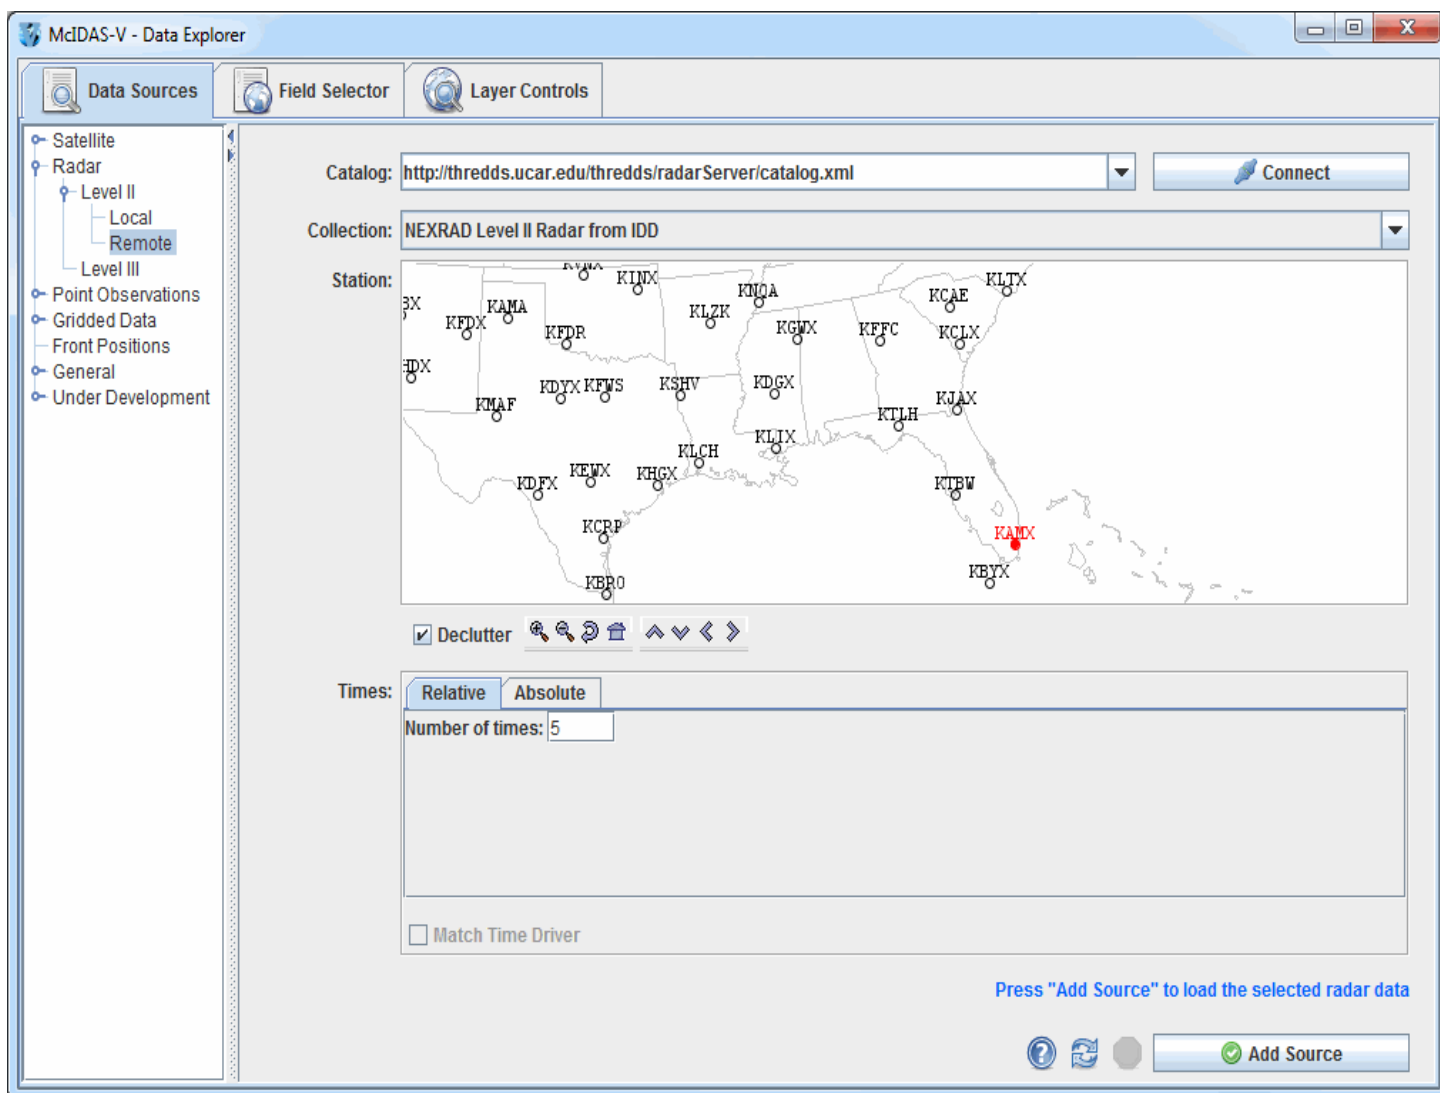 McIDAS-V - Data Explorer
Data Sources
Field Selector
Layer Controls
Satellite
Radar
Level II
Local
Remote
Level III
Point Observations
Gridded Data
Front Positions
General
Under Development
Catalog: http://thredds.ucar.edu/thredds/radarServer/catalog.xml Connect
Collection: NEXRAD Level II Radar from IDD
Station:
KINX
KNQA
KLTX
KCAE
KAMA
KLZK
KFDX
KFDR
KGWX
KFFC
KCLX
KDYX KFWS
KSHV
KDGX
KMAF
KJAX
KTLH
KLIX
KLCH
KEWX
KHGX
KDFX
KTBW
KCRP
KAMX
KBYX
KBRO
Declutter
Times:
Relative Absolute
Number of times: 5
Match Time Driver
Press "Add Source" to load the selected radar data
Add Source